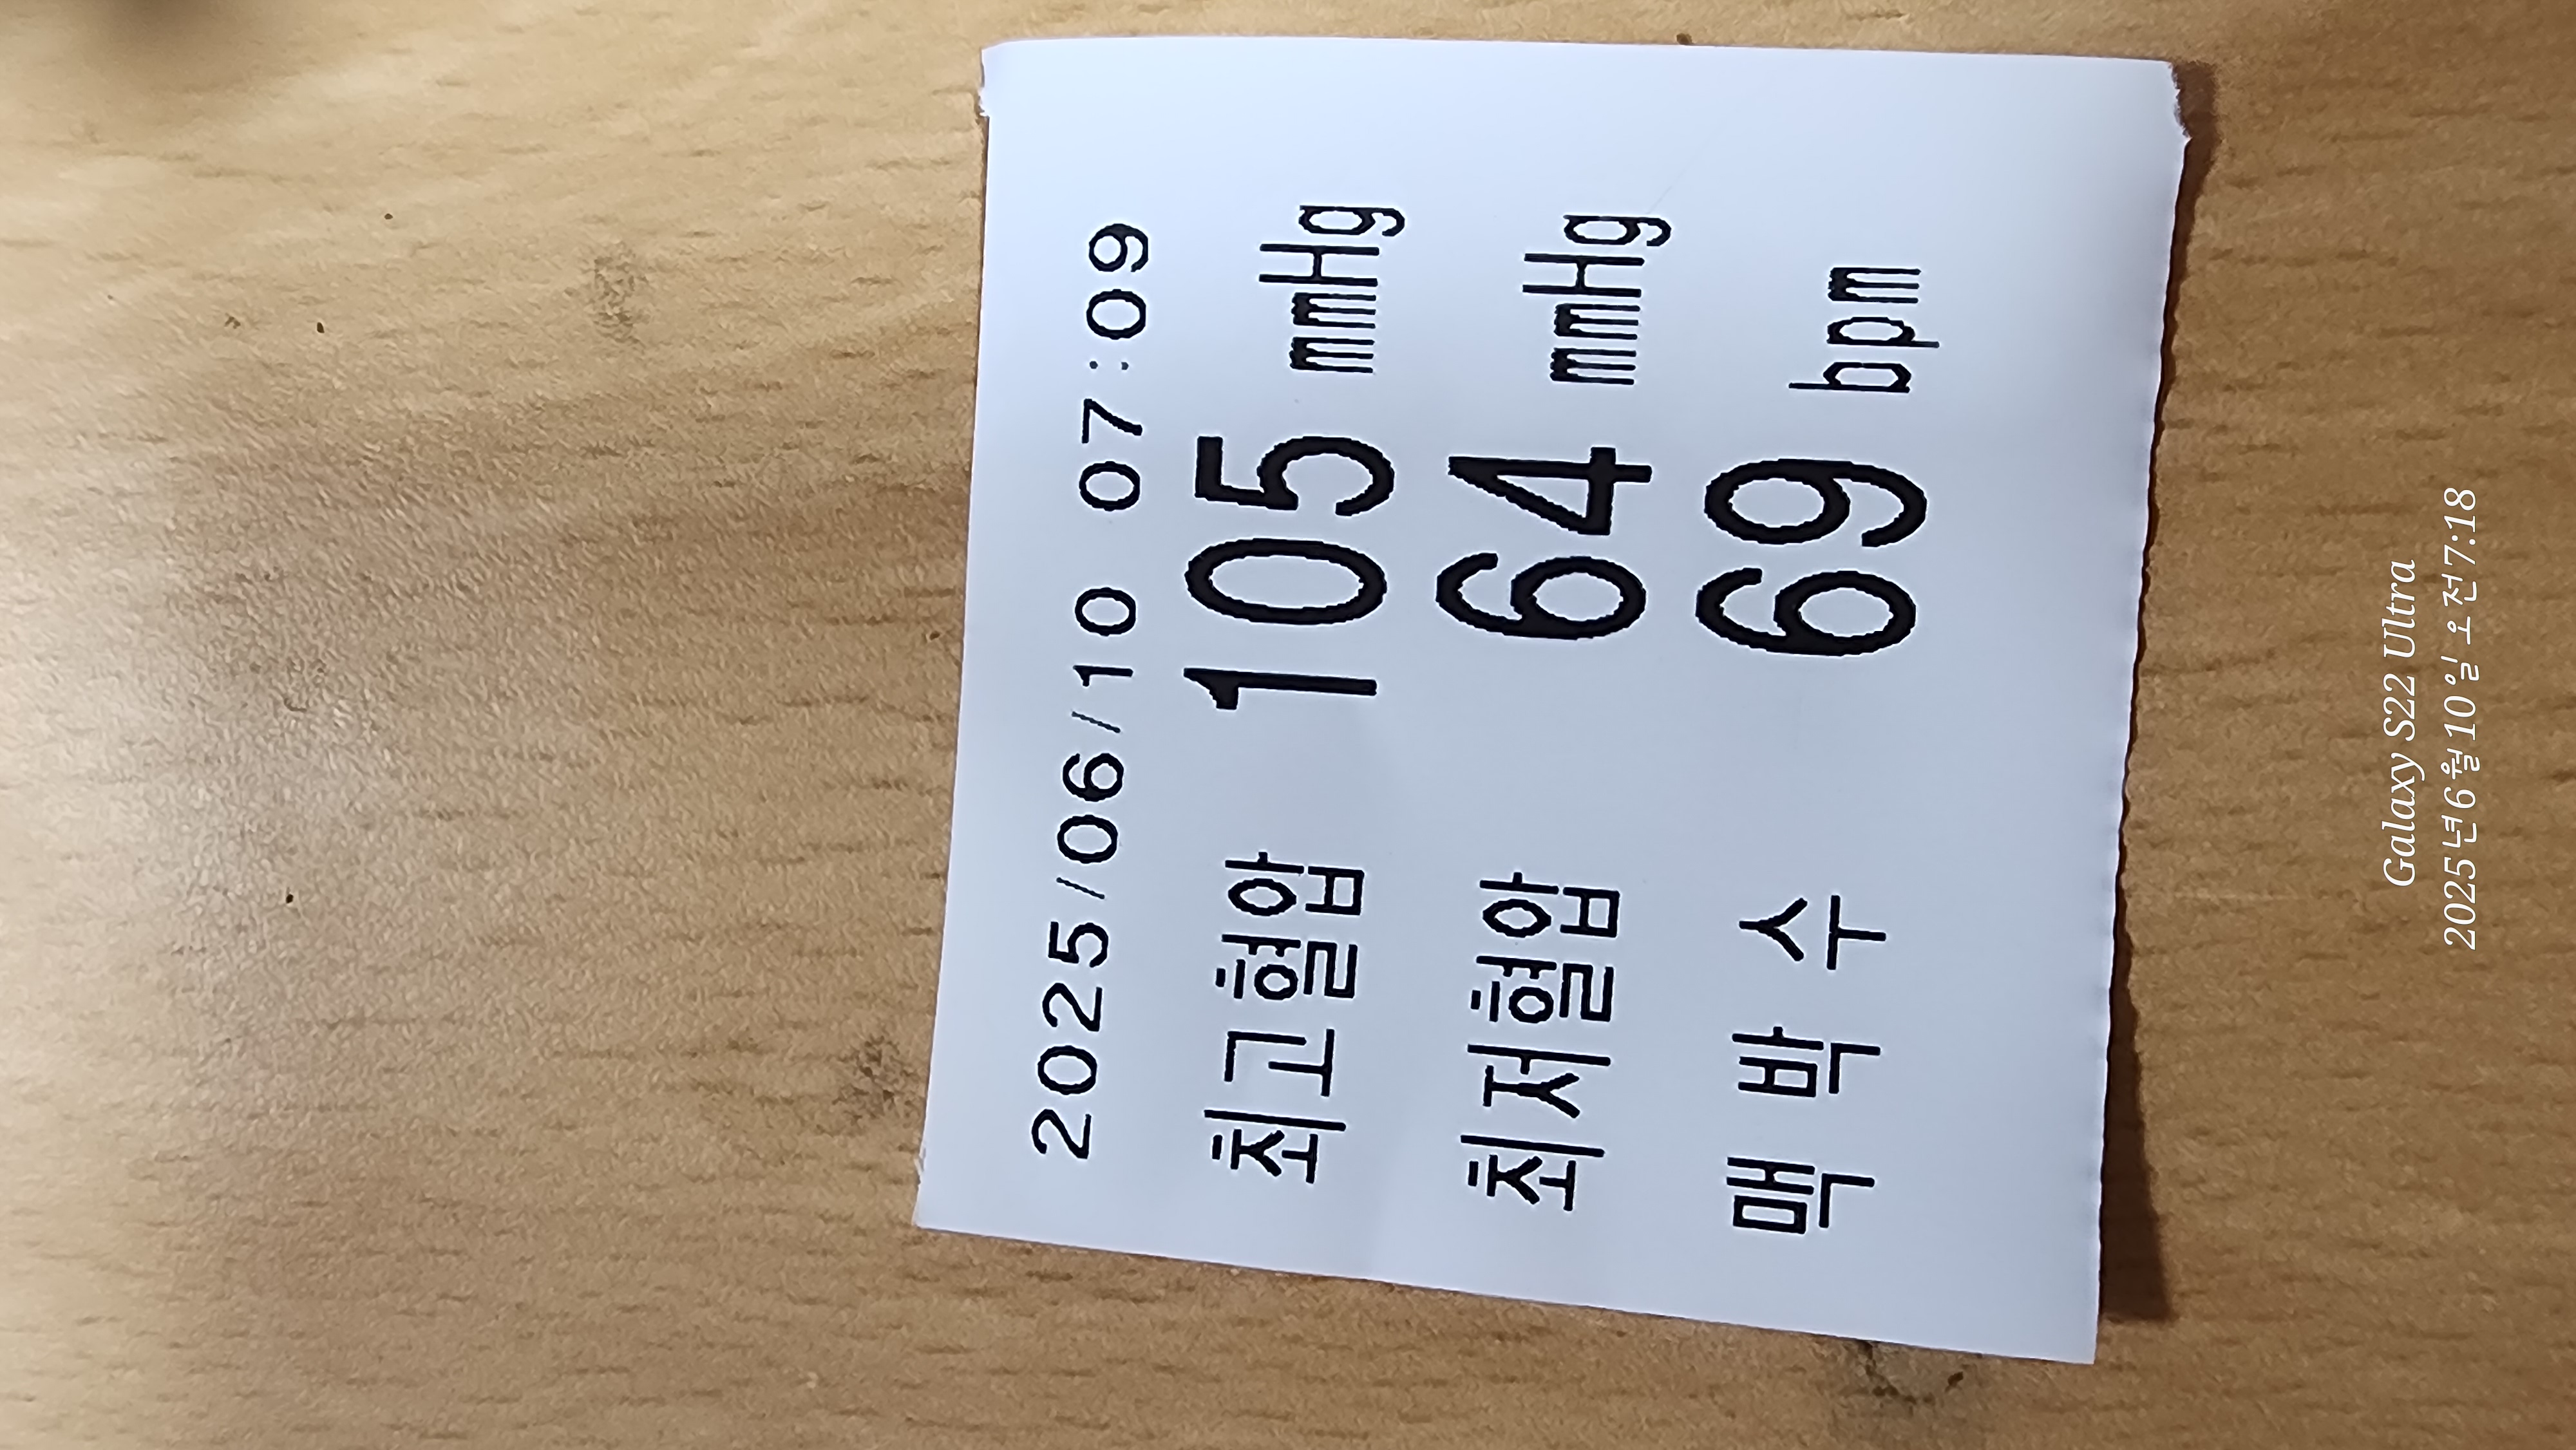 2025/06/10 07:09
최고혈압 105 mmHg
최저혈압 64 mmHg
맥 박 수 69 bpm
Galaxy S22 Ultra
2025년 6월 10일 오전 7:18